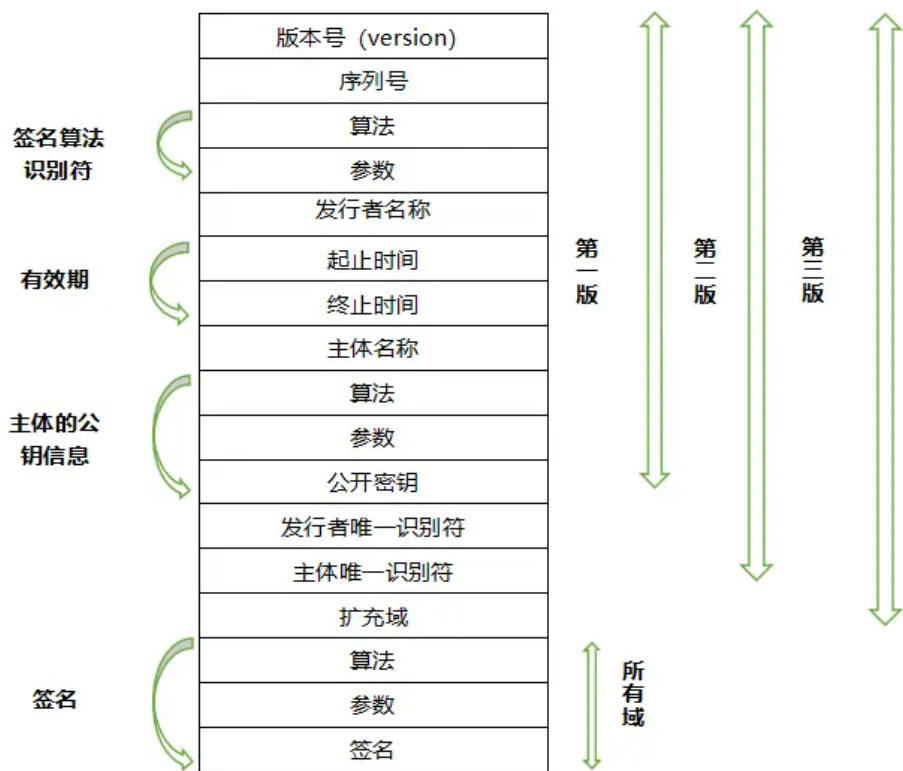 版本号（version）
序列号
签名算法
识别符
算法
参数
发行者名称
有效期
起止时间
终止时间
主体名称
主体的公
钥信息
算法
参数
公开密钥
发行者唯一识别符
主体唯一识别符
扩充域
签名
算法
参数
签名
第一版
第二版
第三版
所有域